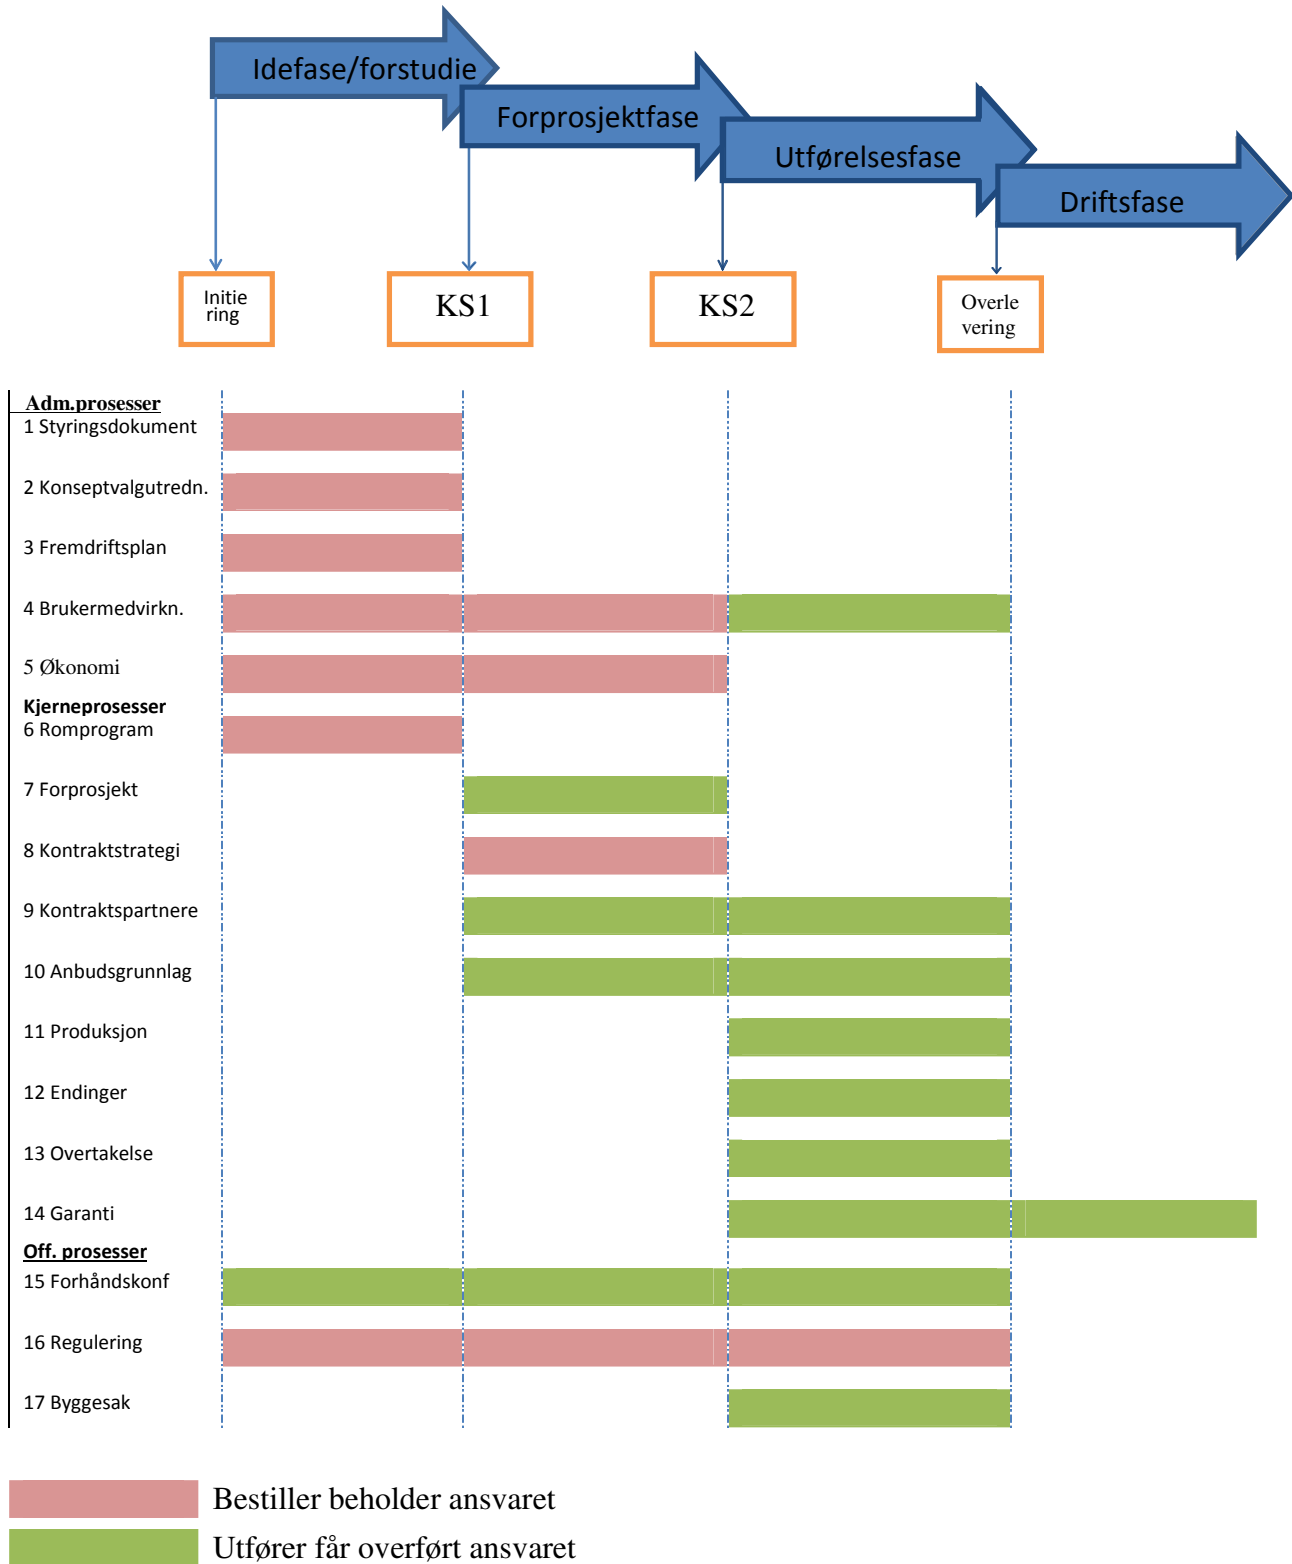 Idefase/forstudie
Forprosjektfase
Utførelsesfase
Driftsfase
Initie
ring
KS1
KS2
Overle
vering
Adm.prosesser
1 Styringsdokument
2 Konseptvalgutredn.
3 Fremdriftsplan
4 Brukermedvirkn.
5 Økonomi
Kjerneprosesser
6 Romprogram
7 Forprosjekt
8 Kontraktstrategi
9 Kontraktspartnere
10 Anbudsgrunnlag
11 Produksjon
12 Endinger
13 Overtakelse
14 Garanti
Off. prosesser
15 Forhåndskonf
16 Regulering
17 Byggesak
Bestiller beholder ansvaret
Utfører får overført ansvaret